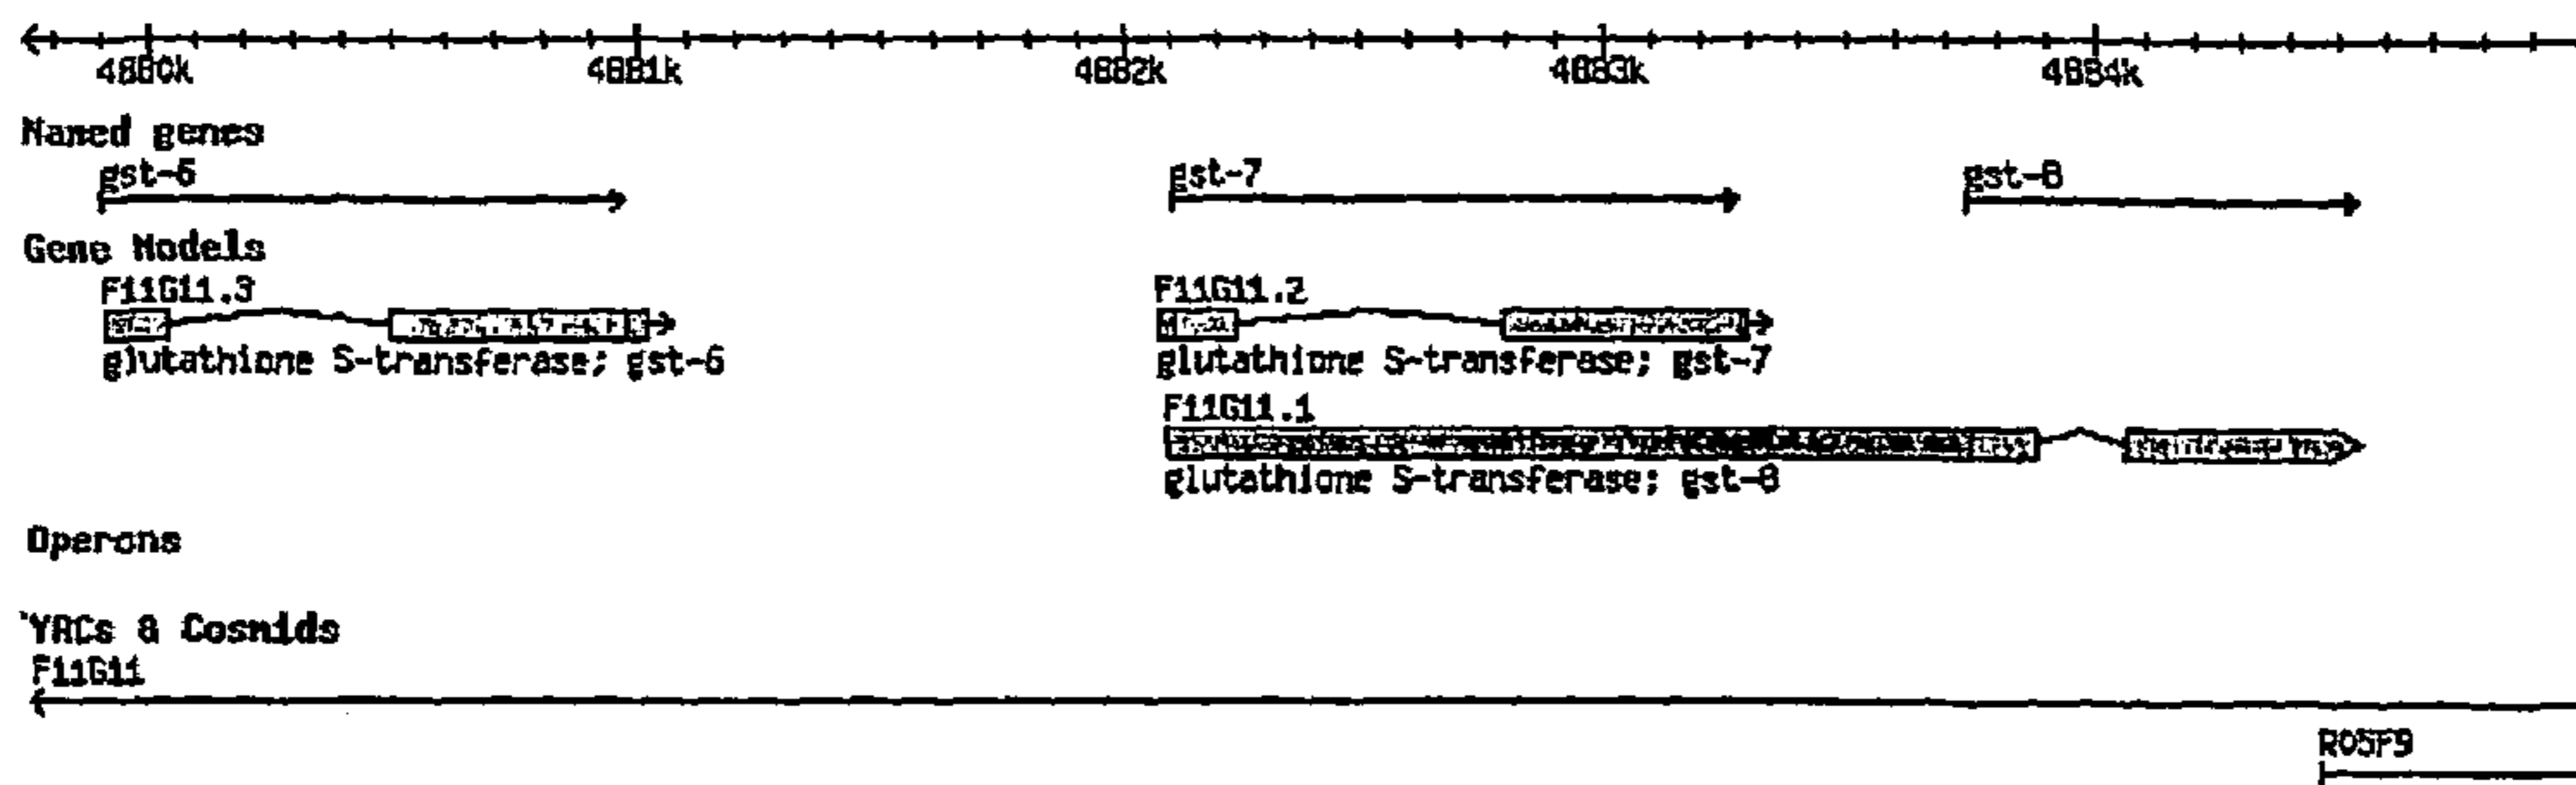 4880k 4881k 4882k 4883k 4884k
Named genes
gst-6 gst-7 gst-8
Gene Models
F11G11.3 F11G11.2
glutathione S-transferase; gst-6 glutathione S-transferase; gst-7
F11G11.1
glutathione S-transferase; gst-8
Operons
YACs & Cosmids
F11G11
R05F9